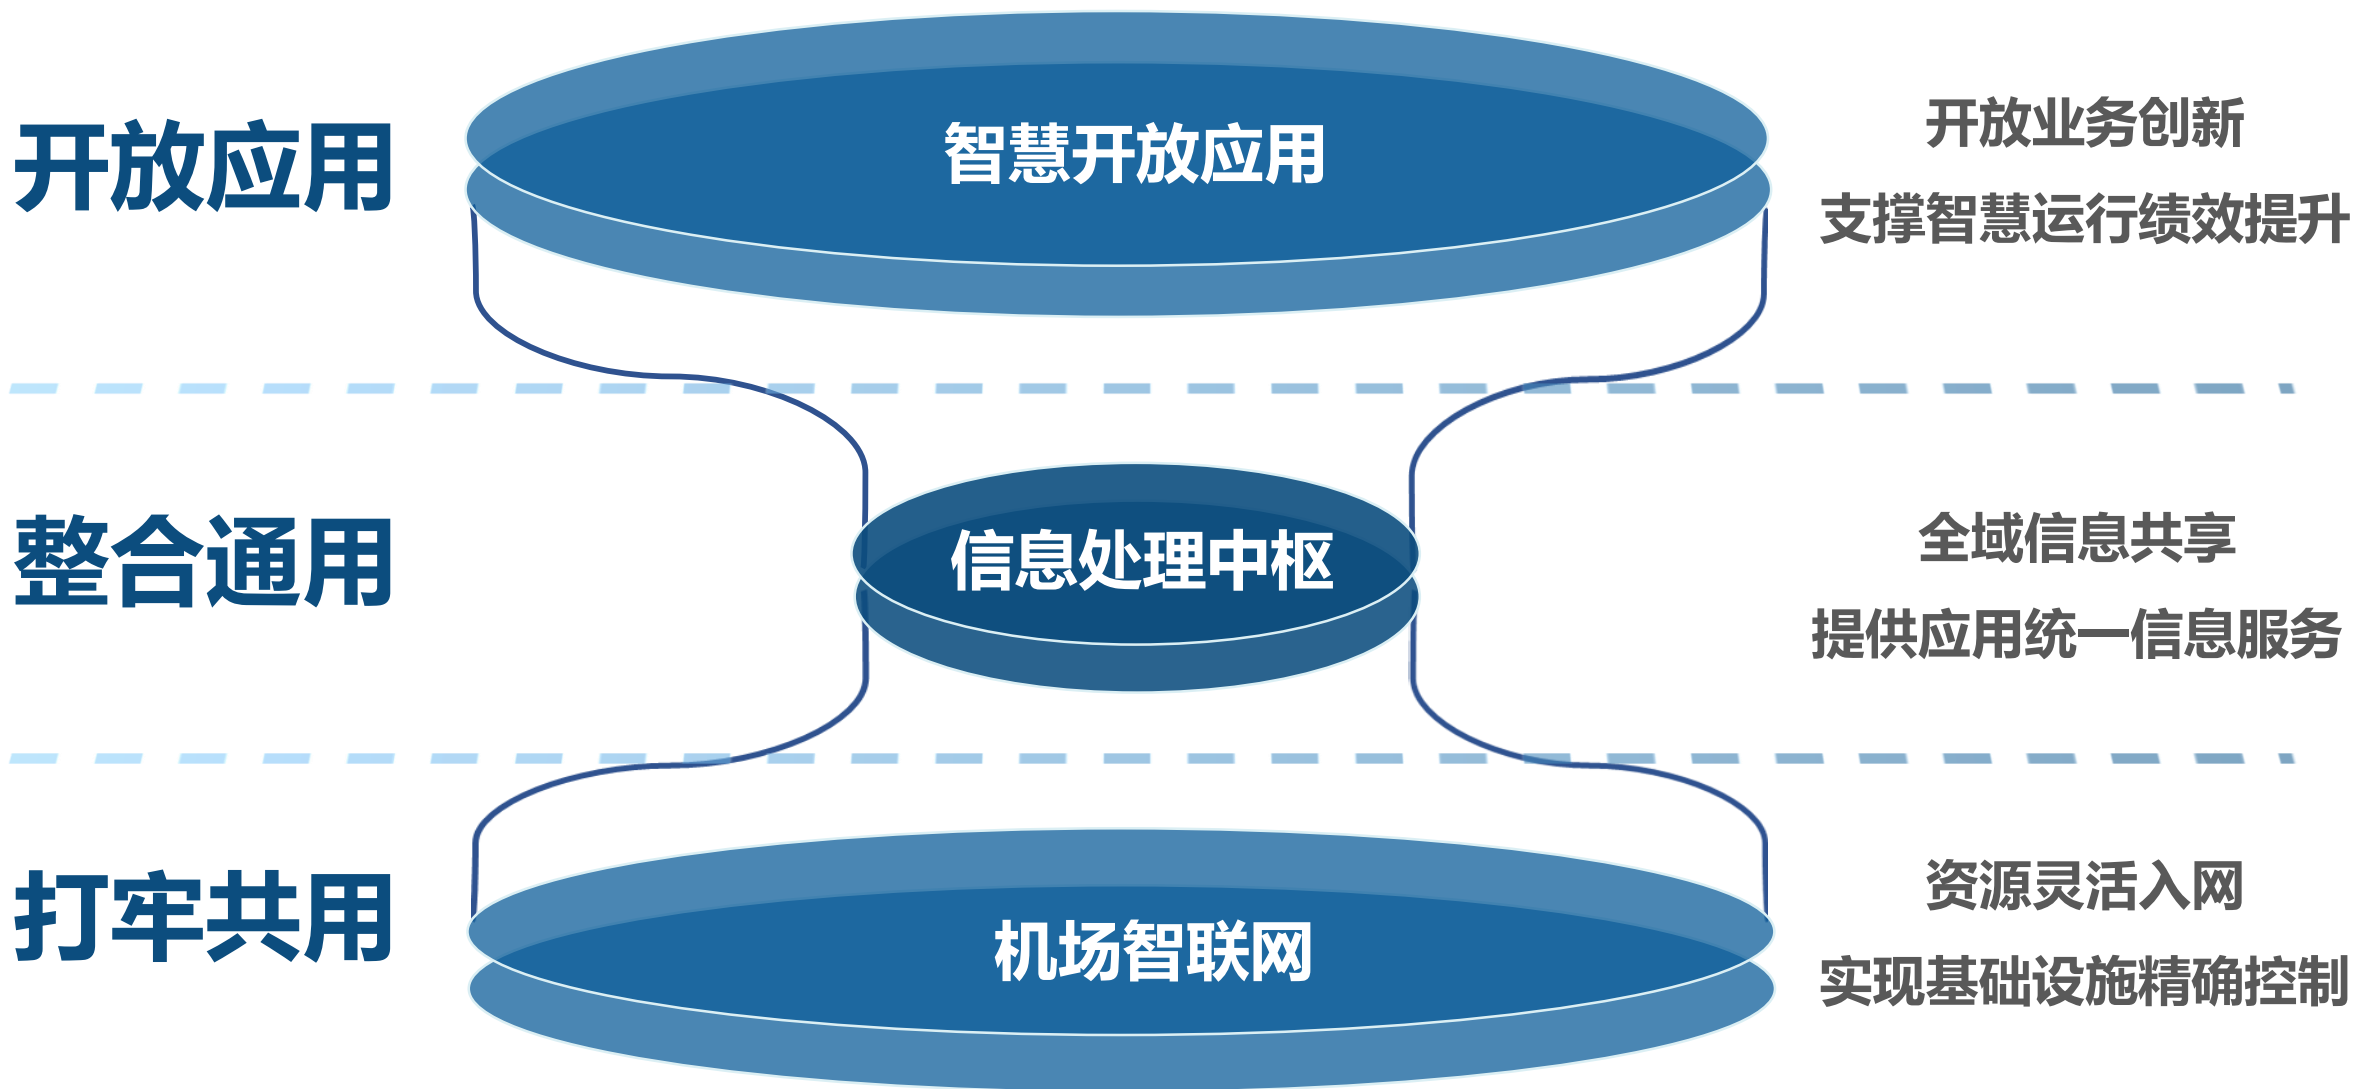 开放应用
智慧开放应用
开放业务创新
支撑智慧运行绩效提升
整合通用
信息处理中枢
全域信息共享
提供应用统一信息服务
打牢共用
机场智联网
资源灵活入网
实现基础设施精确控制